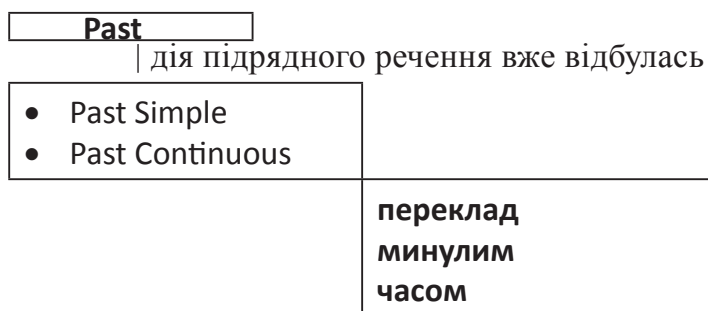 Past
| дія підрядного речення вже відбулась
• Past Simple
• Past Continuous
переклад
минулим
часом